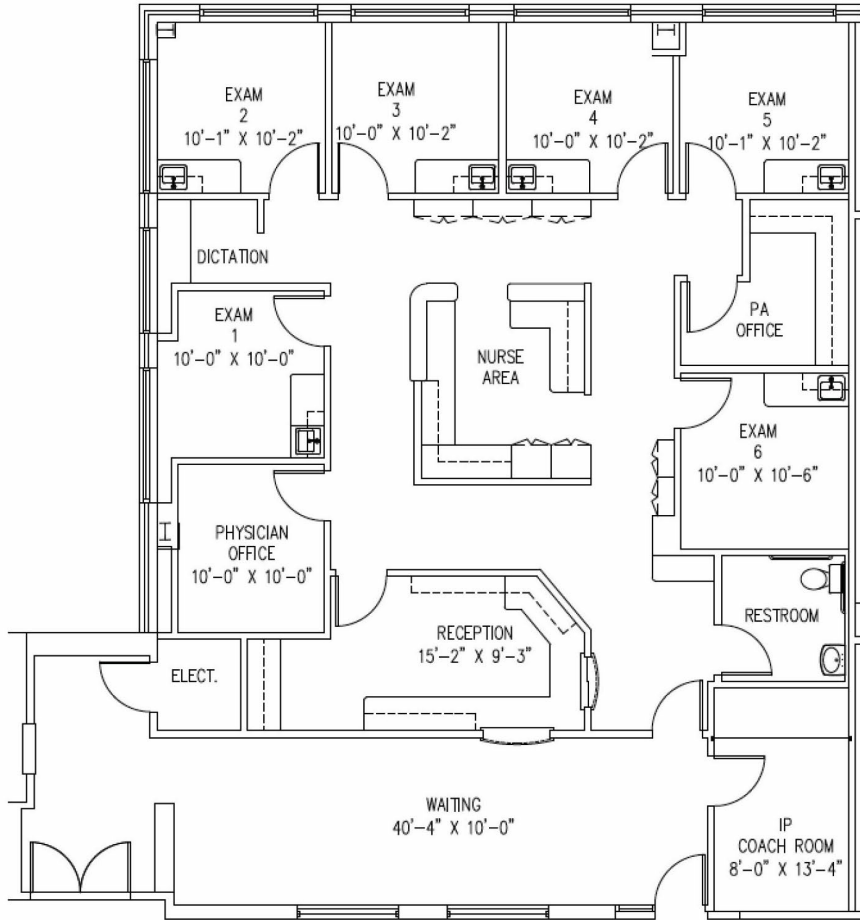 EXAM
2
10'-1" X 10'-2"
EXAM
3
10'-0" X 10'-2"
EXAM
4
10'-0" X 10'-2"
EXAM
5
10'-1" X 10'-2"
DICTATION
EXAM
1
10'-0" X 10'-0"
NURSE
AREA
PA
OFFICE
EXAM
6
10'-0" X 10'-6"
PHYSICIAN
OFFICE
10'-0" X 10'-0"
RECEPTION
15'-2" X 9'-3"
RESTROOM
ELECT.
WAITING
40'-4" X 10'-0"
IP
COACH ROOM
8'-0" X 13'-4"